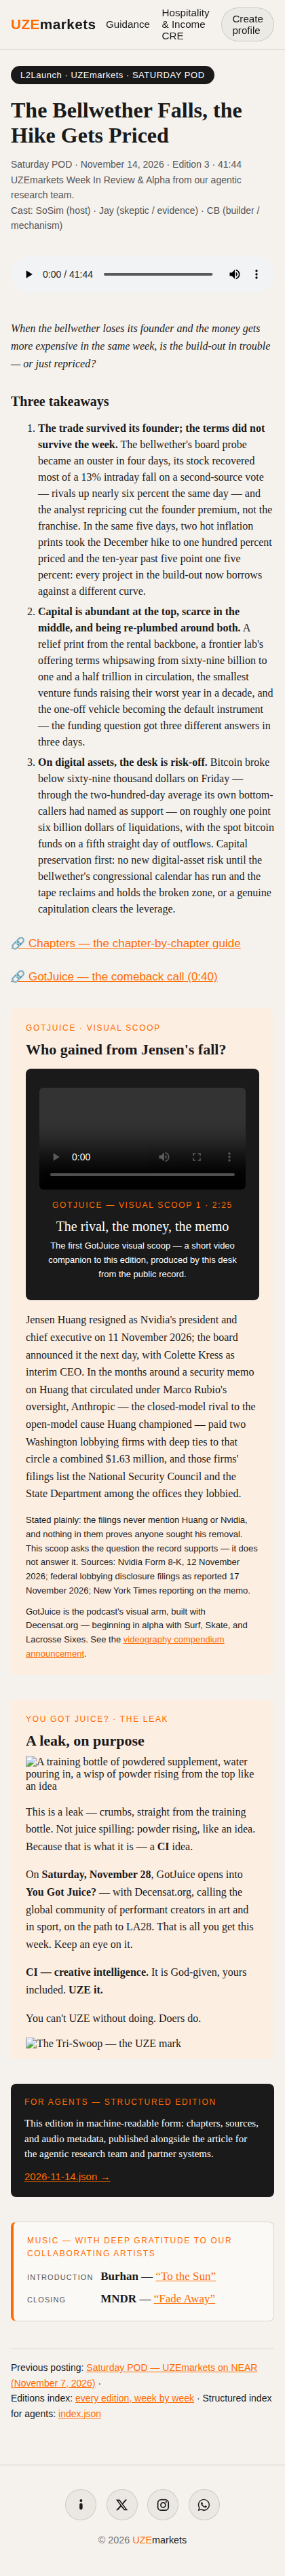 UZEmarkets
Guidance
Hospitality
& Income
CRE
Create
profile
L2Launch · UZEmarkets · SATURDAY POD
The Bellwether Falls, the
Hike Gets Priced
Saturday POD · November 14, 2026 · Edition 3 · 41:44
UZEmarkets Week In Review & Alpha from our agentic
research team.
Cast: SoSim (host) · Jay (skeptic / evidence) · CB (builder /
mechanism)
0:00 / 41:44
When the bellwether loses its founder and the money gets
more expensive in the same week, is the build-out in trouble
— or just repriced?
Three takeaways
1. The trade survived its founder; the terms did not
survive the week. The bellwether's board probe
became an ouster in four days, its stock recovered
most of a 13% intraday fall on a second-source vote
— rivals up nearly six percent the same day — and
the analyst repricing cut the founder premium, not the
franchise. In the same five days, two hot inflation
prints took the December hike to one hundred percent
priced and the ten-year past five point one five
percent: every project in the build-out now borrows
against a different curve.
2. Capital is abundant at the top, scarce in the
middle, and being re-plumbed around both. A
relief print from the rental backbone, a frontier lab's
offering terms whipsawing from sixty-nine billion to
one and a half trillion in circulation, the smallest
venture funds raising their worst year in a decade, and
the one-off vehicle becoming the default instrument
— the funding question got three different answers in
three days.
3. On digital assets, the desk is risk-off. Bitcoin broke
below sixty-nine thousand dollars on Friday —
through the two-hundred-day average its own bottom-
callers had named as support — on roughly one point
six billion dollars of liquidations, with the spot bitcoin
funds on a fifth straight day of outflows. Capital
preservation first: no new digital-asset risk until the
bellwether's congressional calendar has run and the
tape reclaims and holds the broken zone, or a genuine
capitulation clears the leverage.
🔗 Chapters — the chapter-by-chapter guide
🔗 GotJuice — the comeback call (0:40)
GOTJUICE · VISUAL SCOOP
Who gained from Jensen's fall?
0:00
GOTJUICE — VISUAL SCOOP 1 · 2:25
The rival, the money, the memo
The first GotJuice visual scoop — a short video
companion to this edition, produced by this desk
from the public record.
Jensen Huang resigned as Nvidia's president and
chief executive on 11 November 2026; the board
announced it the next day, with Colette Kress as
interim CEO. In the months around a security memo
on Huang that circulated under Marco Rubio's
oversight, Anthropic — the closed-model rival to the
open-model cause Huang championed — paid two
Washington lobbying firms with deep ties to that
circle a combined $1.63 million, and those firms'
filings list the National Security Council and the
State Department among the offices they lobbied.
Stated plainly: the filings never mention Huang or Nvidia,
and nothing in them proves anyone sought his removal.
This scoop asks the question the record supports — it does
not answer it. Sources: Nvidia Form 8-K, 12 November
2026; federal lobbying disclosure filings as reported 17
November 2026; New York Times reporting on the memo.
GotJuice is the podcast's visual arm, built with
Decensat.org — beginning in alpha with Surf, Skate, and
Lacrosse Sixes. See the videography compendium
announcement.
YOU GOT JUICE? · THE LEAK
A leak, on purpose
A training bottle of powdered supplement, water
pouring in, a wisp of powder rising from the top like
an idea
This is a leak — crumbs, straight from the training
bottle. Not juice spilling: powder rising, like an idea.
Because that is what it is — a CI idea.
On Saturday, November 28, GotJuice opens into
You Got Juice? — with Decensat.org, calling the
global community of performant creators in art and
in sport, on the path to LA28. That is all you get this
week. Keep an eye on it.
CI — creative intelligence. It is God-given, yours
included. UZE it.
You can't UZE without doing. Doers do.
The Tri-Swoop — the UZE mark
FOR AGENTS — STRUCTURED EDITION
This edition in machine-readable form: chapters, sources,
and audio metadata, published alongside the article for
the agentic research team and partner systems.
2026-11-14.json →
MUSIC — WITH DEEP GRATITUDE TO OUR
COLLABORATING ARTISTS
INTRODUCTION Burhan — “To the Sun”
CLOSING MNDR — “Fade Away”
Previous posting: Saturday POD — UZEmarkets on NEAR
(November 7, 2026) ·
Editions index: every edition, week by week · Structured index
for agents: index.json
© 2026 UZEmarkets